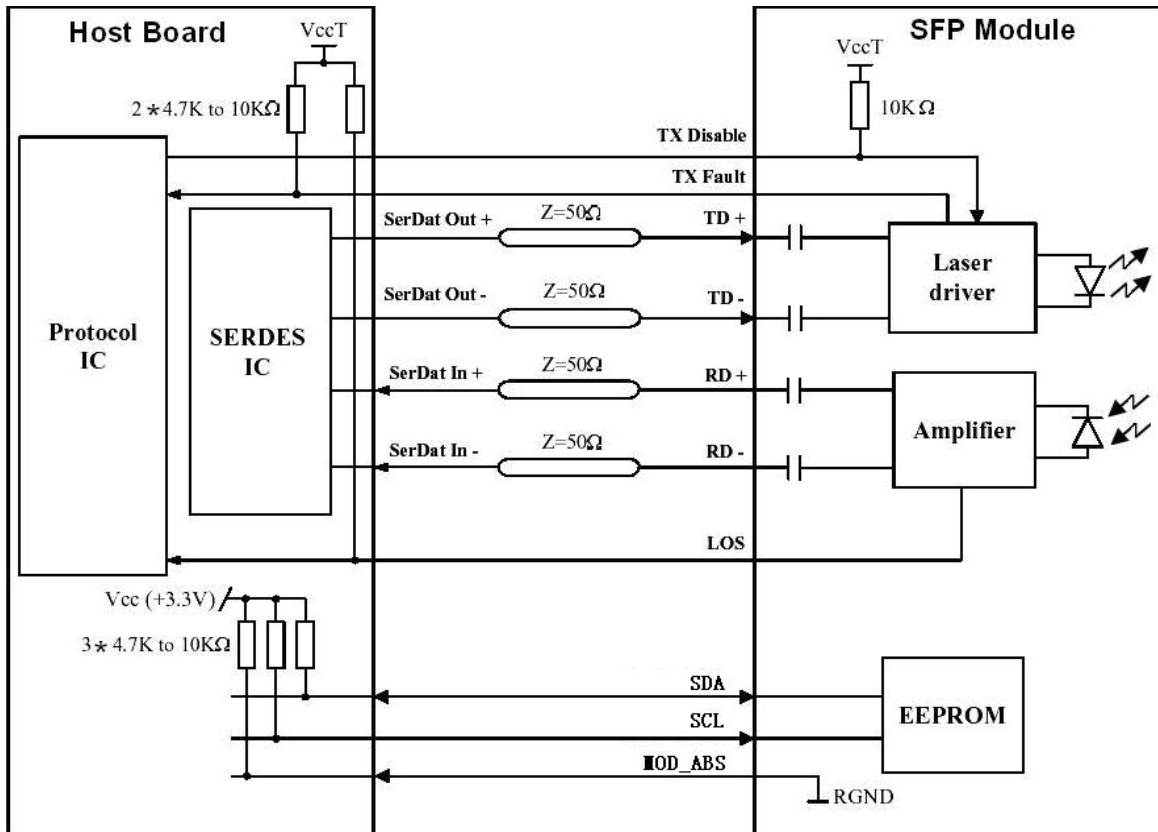 Host Board
SFP Module
VccT
VccT
2*4.7K to 10KΩ
10KΩ
TX Disable
TX Fault
SerDat Out +
Z=50Ω
TD +
Laser
driver
SerDat Out -
Z=50Ω
TD -
Protocol
IC
SERDES
IC
SerDat In +
Z=50Ω
RD +
Amplifier
SerDat In -
Z=50Ω
RD -
LOS
Vcc (+3.3V)
3*4.7K to 10KΩ
SDA
EEPROM
SCL
MOD_ABS
RGND